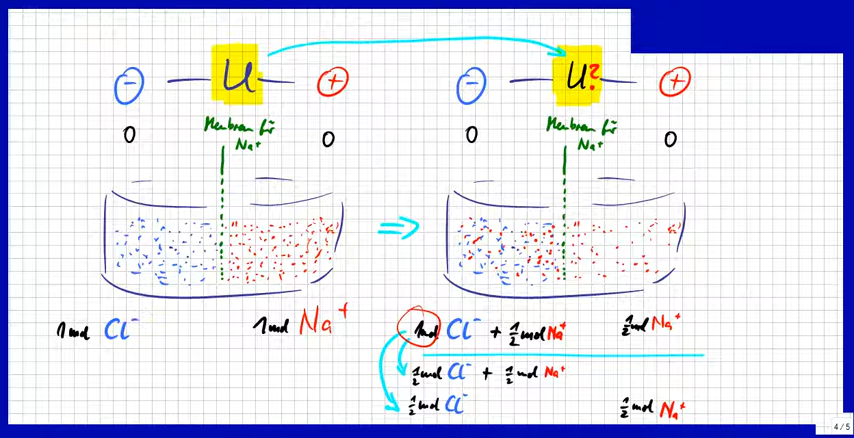 − U + − U? +
0 Membran für Na⁺ 0 0 Membran für Na⁺ 0
1 mol Cl⁻ 1 mol Na⁺ 1 mol Cl⁻ + ½ mol Na⁺ ½ mol Na⁺
½ mol Cl⁻ + ½ mol Na⁺
½ mol Cl⁻ ½ mol Na⁺
4 / 5